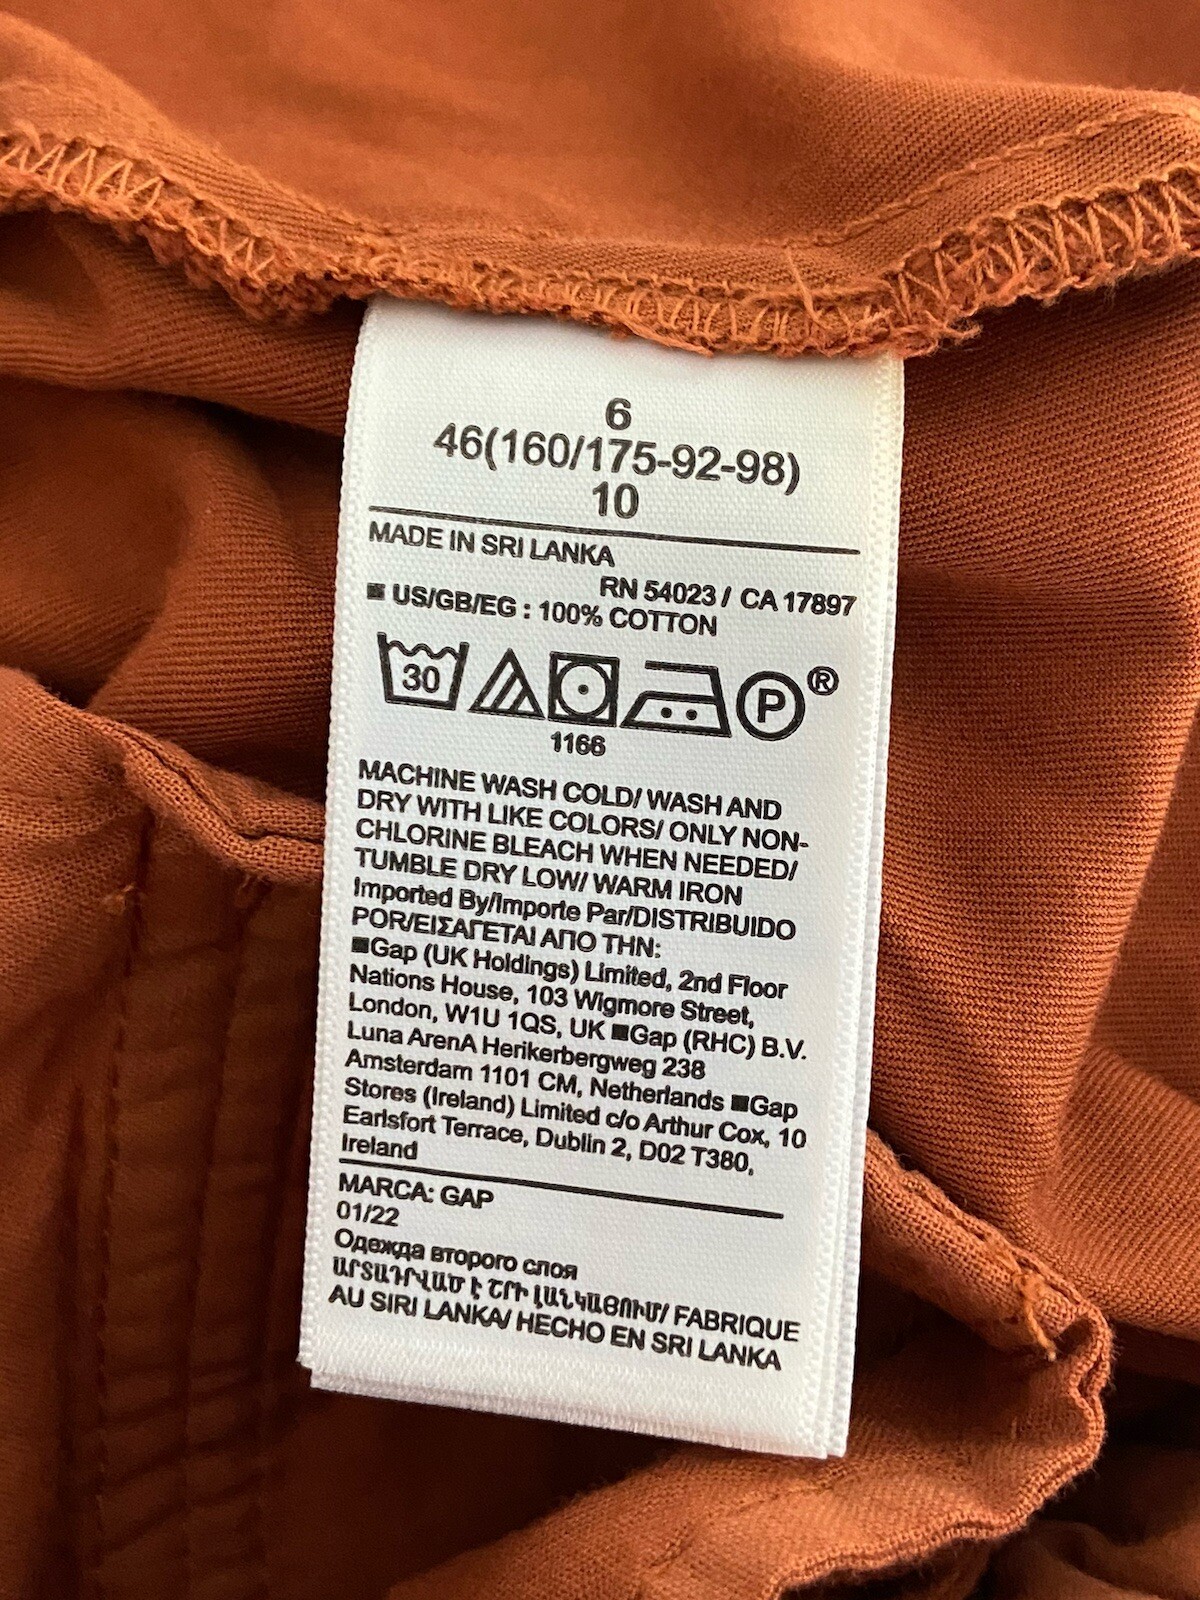 6
46(160/175-92-98)
10
MADE IN SRI LANKA
RN 54023 / CA 17897
■ US/GB/EG : 100% COTTON
30 P ®
1166
MACHINE WASH COLD/ WASH AND
DRY WITH LIKE COLORS/ ONLY NON-
CHLORINE BLEACH WHEN NEEDED/
TUMBLE DRY LOW/ WARM IRON
Imported By/Importe Par/DISTRIBUIDO
POR/ΕΙΣΑΓΕΤΑΙ ΑΠΟ ΤΗΝ:
■Gap (UK Holdings) Limited, 2nd Floor
Nations House, 103 Wigmore Street,
London, W1U 1QS, UK ■Gap (RHC) B.V.
Luna ArenA Herikerbergweg 238
Amsterdam 1101 CM, Netherlands ■Gap
Stores (Ireland) Limited c/o Arthur Cox, 10
Earlsfort Terrace, Dublin 2, D02 T380,
Ireland
MARCA: GAP
01/22
Одежда второго слоя
ԱՐՏԱԴՐՎԱԾ Է ՇՐԻ ԼԱՆԿԱՅՈՒՄ/ FABRIQUE
AU SIRI LANKA/ HECHO EN SRI LANKA